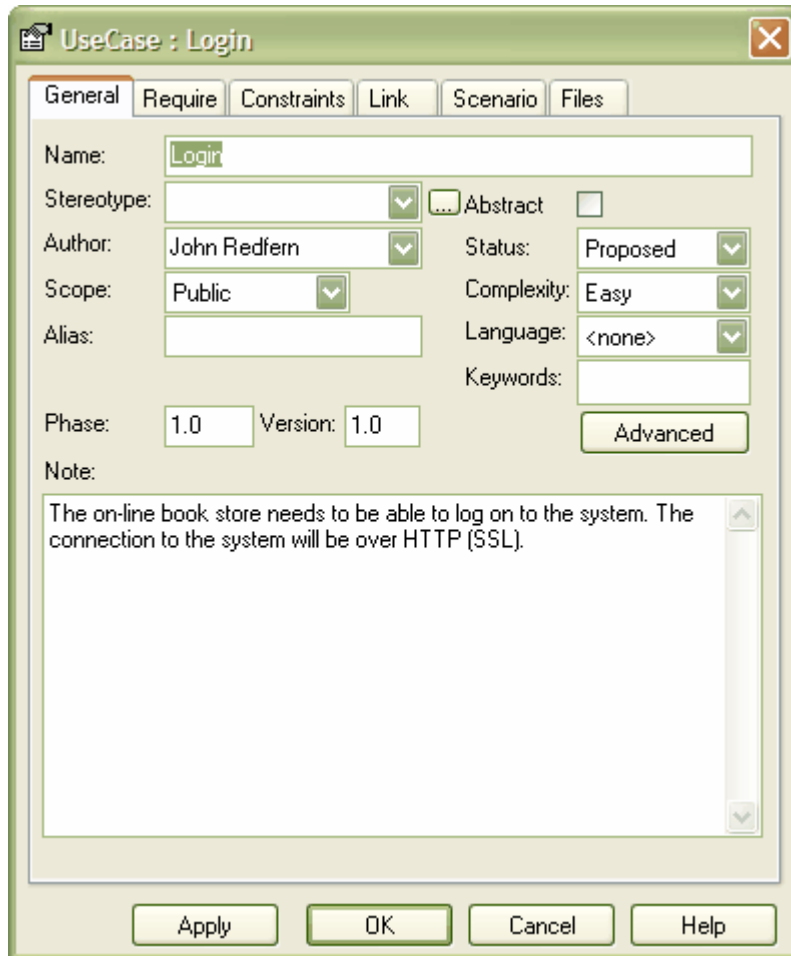 UseCase : Login
General Require Constraints Link Scenario Files
Name: Login
Stereotype: ... Abstract
Author: John Redfern Status: Proposed
Scope: Public Complexity: Easy
Alias: Language: <none>
Keywords:
Phase: 1.0 Version: 1.0 Advanced
Note:
The on-line book store needs to be able to log on to the system. The
connection to the system will be over HTTP (SSL).
Apply OK Cancel Help